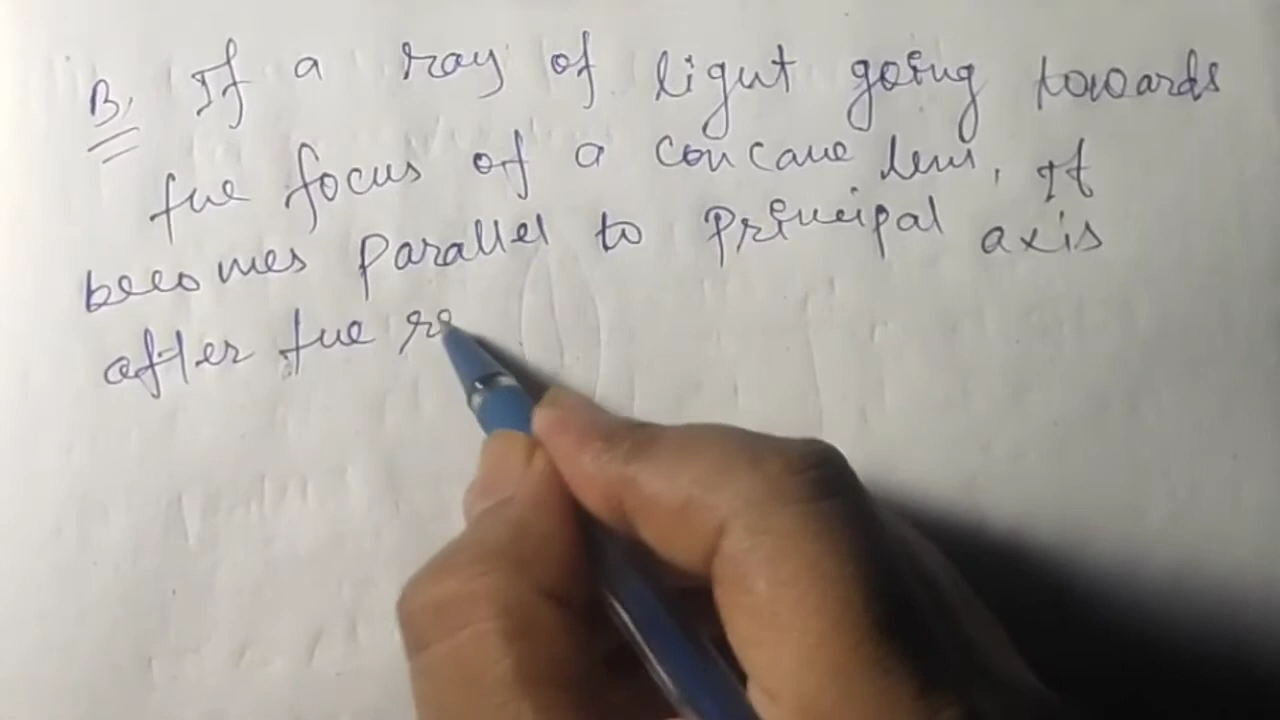 B. If a ray of light going towards
the focus of a concave lens, It
becomes parallel to principal axis
after the re